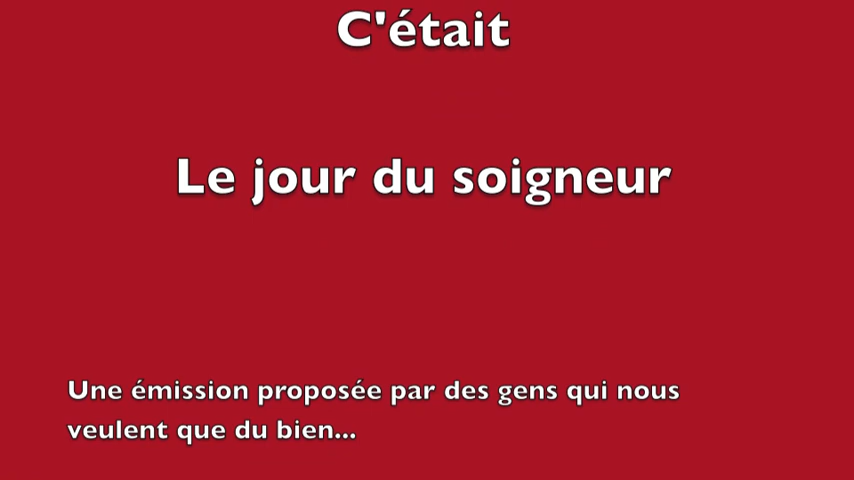 C'était
Le jour du soigneur
Une émission proposée par des gens qui nous
veulent que du bien...